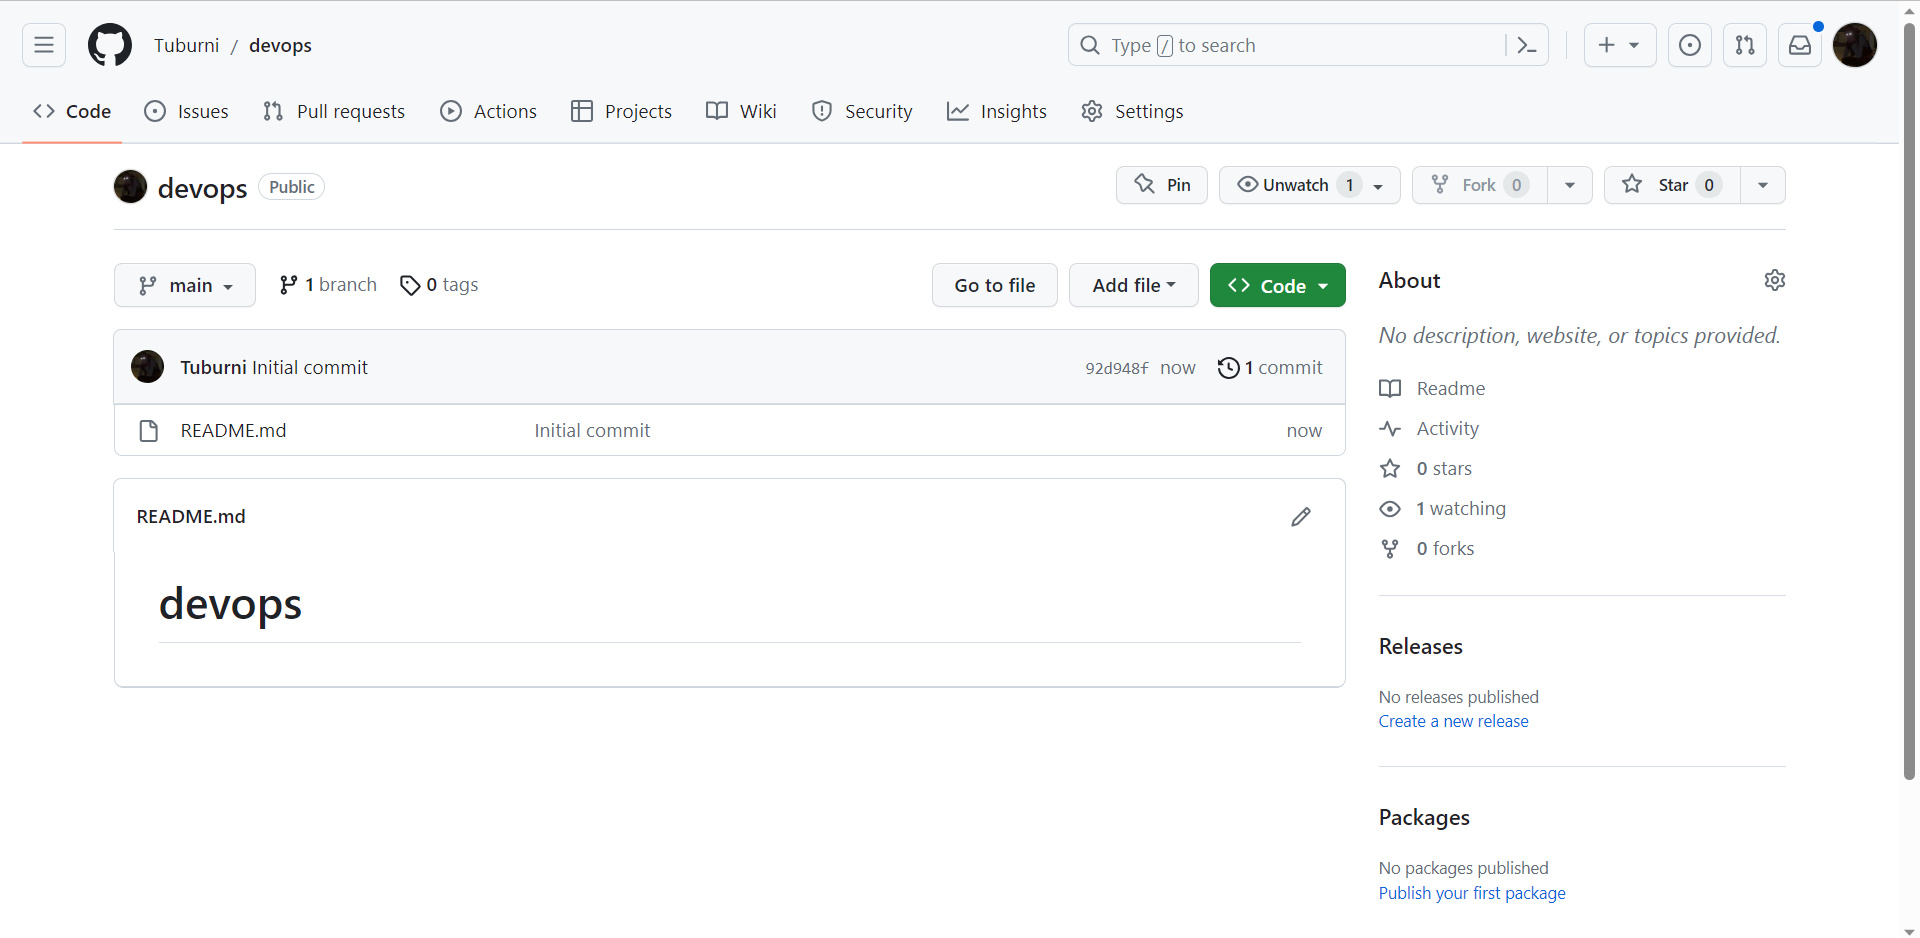 Tuburni / devops
Type / to search
Code Issues Pull requests Actions Projects Wiki Security Insights Settings
devops Public
Pin Unwatch 1 Fork 0 Star 0
main 1 branch 0 tags
Go to file Add file Code
Tuburni Initial commit 92d948f now 1 commit
README.md Initial commit now
README.md
devops
About
No description, website, or topics provided.
Readme
Activity
0 stars
1 watching
0 forks
Releases
No releases published
Create a new release
Packages
No packages published
Publish your first package